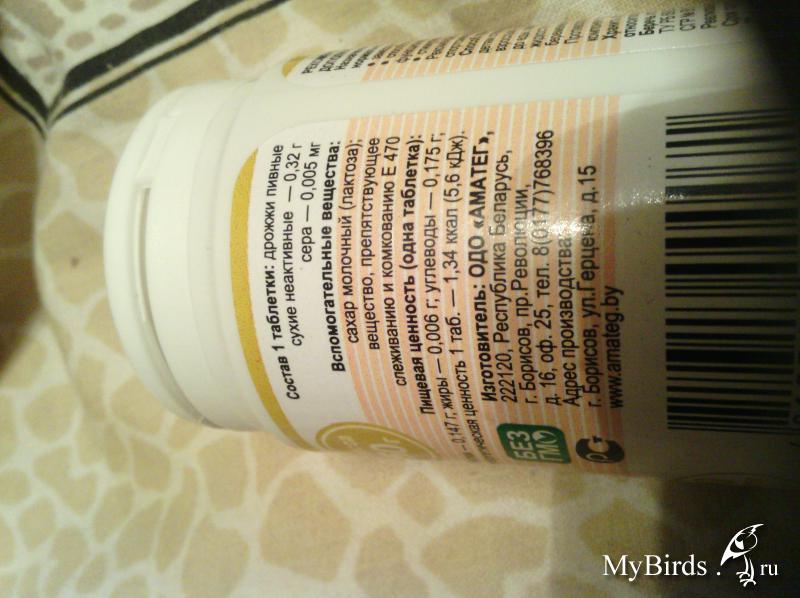 Состав 1 таблетки: дрожжи пивные
сухие неактивные — 0,32 г
сера — 0,005 мг
Вспомогательные вещества:
сахар молочный (лактоза);
вещество, препятствующее
слеживанию и комкованию Е 470
Пищевая ценность (одна таблетка):
— 0,147 г, жиры — 0,006 г, углеводы — 0,175 г;
ценность 1 таб. — 1,34 ккал (5,6 кДж).
Изготовитель: ОДО «АМАТЕГ»,
222120, Республика Беларусь,
г. Борисов, пр.Революции,
д. 16, оф. 25, тел. 8(0177)768396
Адрес производства:
г. Борисов, ул.Герцена, д.15
www.amateg.by
БЕЗ
ГМО
MyBirds.ru